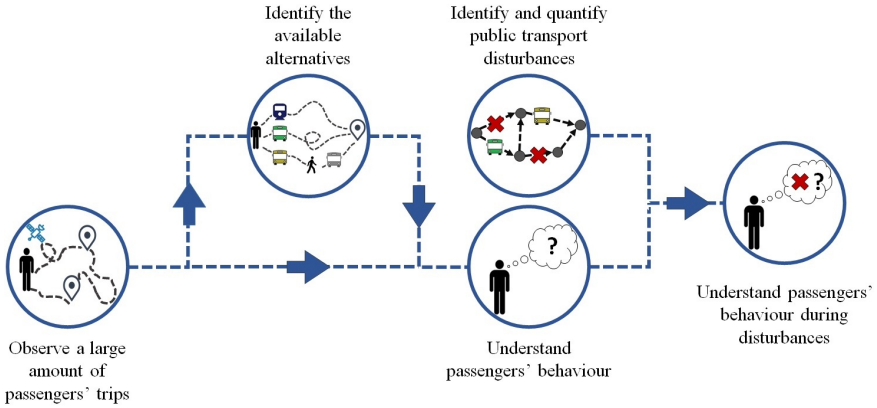 Identify the
available
alternatives
Identify and quantify
public transport
disturbances
?
?
Observe a large
amount of
passengers' trips
Understand
passengers' behaviour
Understand passengers'
behaviour during
disturbances